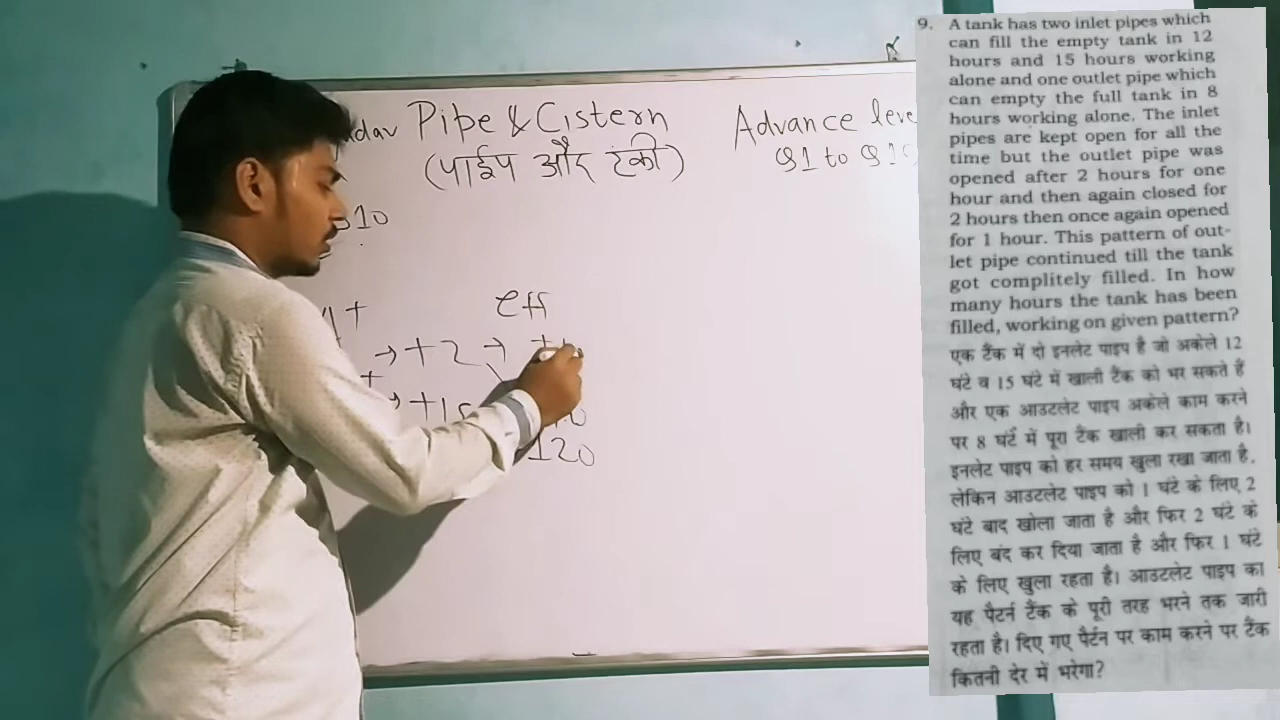 Pipe & Cistern
(पाईप और टंकी)
Advance
Q1 to
eff
→ +2 →
→ +15
120
9. A tank has two inlet pipes which
can fill the empty tank in 12
hours and 15 hours working
alone and one outlet pipe which
can empty the full tank in 8
hours working alone. The inlet
pipes are kept open for all the
time but the outlet pipe was
opened after 2 hours for one
hour and then again closed for
2 hours then once again opened
for 1 hour. This pattern of out-
let pipe continued till the tank
got complitely filled. In how
many hours the tank has been
filled, working on given pattern?
एक टैंक में दो इनलेट पाइप है जो अकेले 12
घंटे व 15 घंटे में खाली टैंक को भर सकते हैं
और एक आउटलेट पाइप अकेले काम करने
पर 8 घंटें में पूरा टैंक खाली कर सकता है।
इनलेट पाइप को हर समय खुला रखा जाता है,
लेकिन आउटलेट पाइप को 1 घंटे के लिए 2
घंटे बाद खोला जाता है और फिर 2 घंटे के
लिए बंद कर दिया जाता है और फिर 1 घंटे
के लिए खुला रहता है। आउटलेट पाइप का
यह पैटर्न टैंक के पूरी तरह भरने तक जारी
रहता है। दिए गए पैर्टन पर काम करने पर टैंक
कितनी देर में भरेगा?